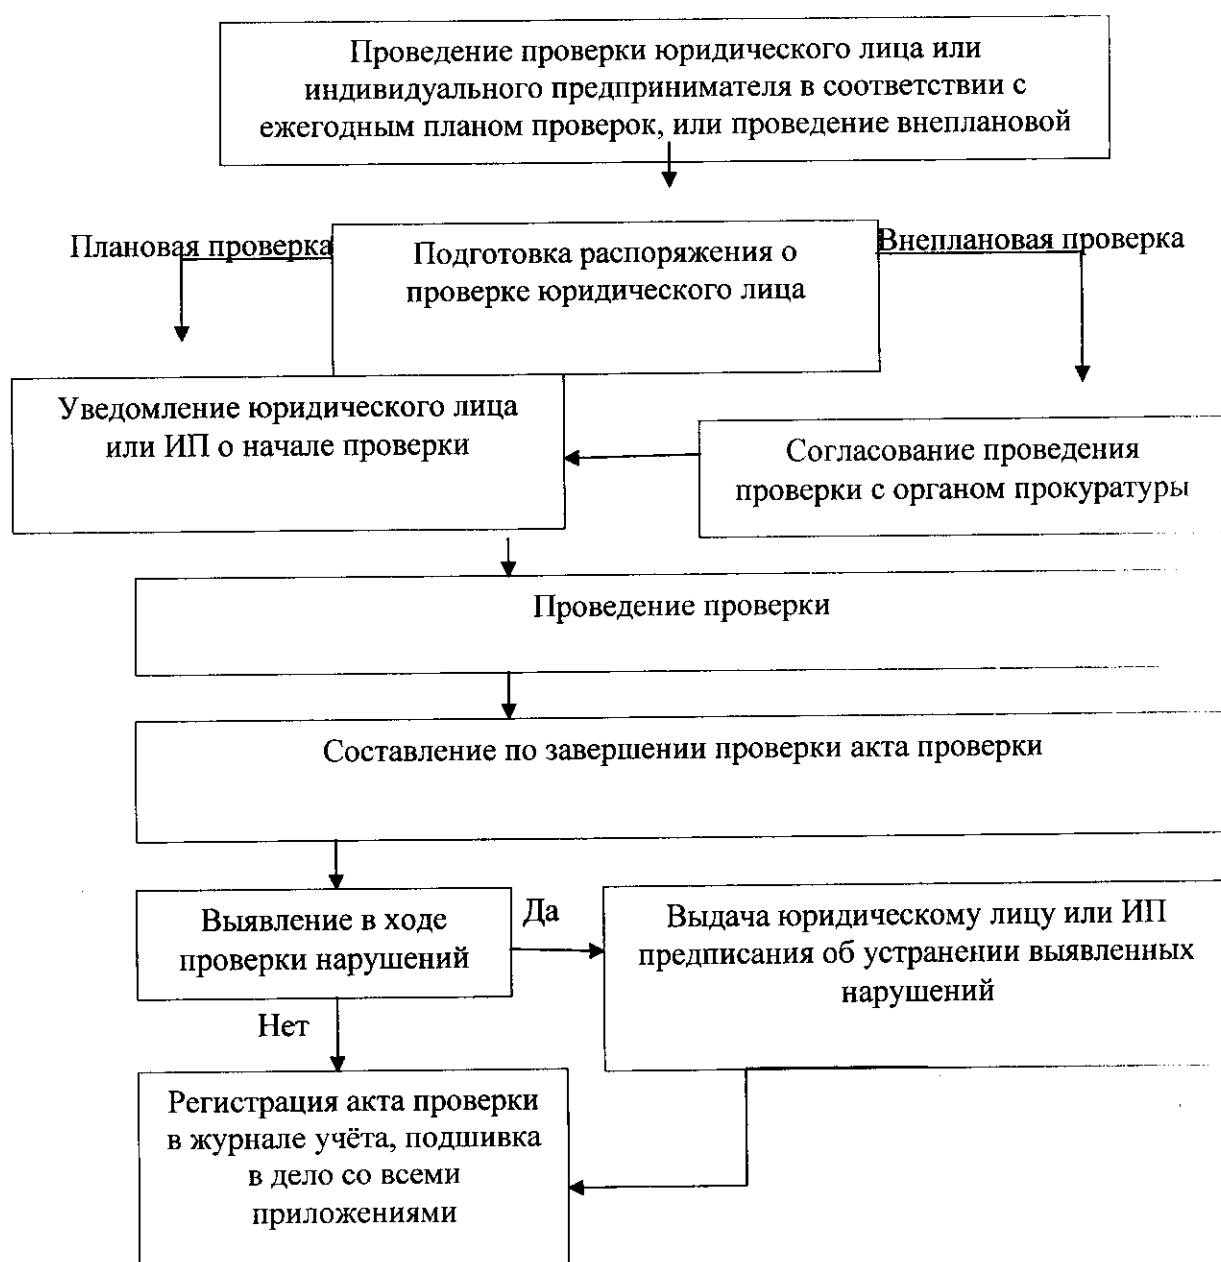 Проведение проверки юридического лица или
индивидуального предпринимателя в соответствии с
ежегодным планом проверок, или проведение внеплановой
Плановая проверка
Подготовка распоряжения о
проверке юридического лица
Внеплановая проверка
Уведомление юридического лица
или ИП о начале проверки
Согласование проведения
проверки с органом прокуратуры
Проведение проверки
Составление по завершении проверки акта проверки
Выявление в ходе
проверки нарушений
Да
Выдача юридическому лицу или ИП
предписания об устранении выявленных
нарушений
Нет
Регистрация акта проверки
в журнале учёта, подшивка
в дело со всеми
приложениями